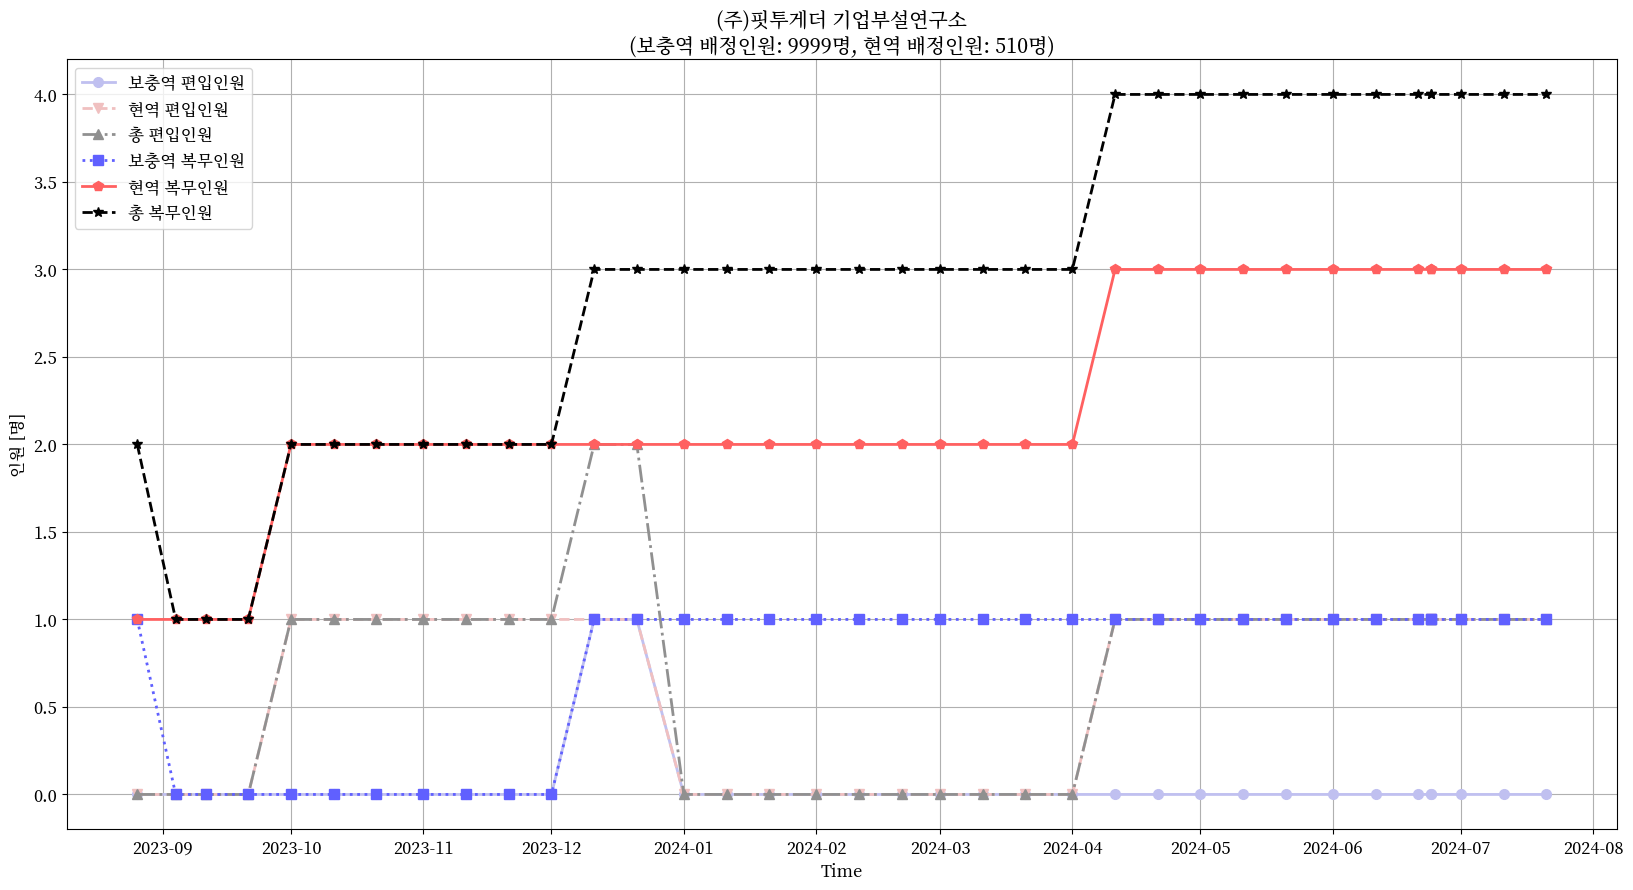 (주)핏투게더 기업부설연구소
(보충역 배정인원: 9999명, 현역 배정인원: 510명)
보충역 편입인원
현역 편입인원
총 편입인원
보충역 복무인원
현역 복무인원
총 복무인원
4.0
3.5
3.0
2.5
2.0
1.5
1.0
0.5
0.0
인원 [명]
2023-09 2023-10 2023-11 2023-12 2024-01 2024-02 2024-03 2024-04 2024-05 2024-06 2024-07 2024-08
Time